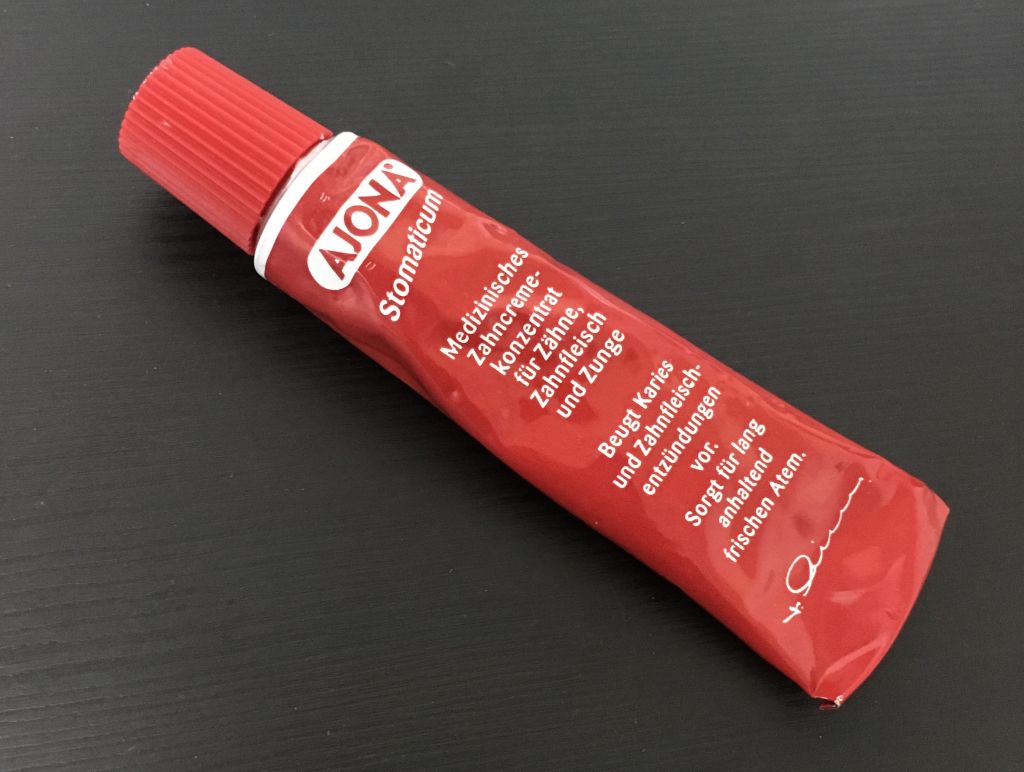 AJONA®
Stomaticum
Medizinisches
Zahncreme-
konzentrat
für Zähne,
Zahnfleisch
und Zunge
Beugt Karies
und Zahnfleisch-
entzündungen
vor.
Sorgt für lang
anhaltend
frischen Atem.